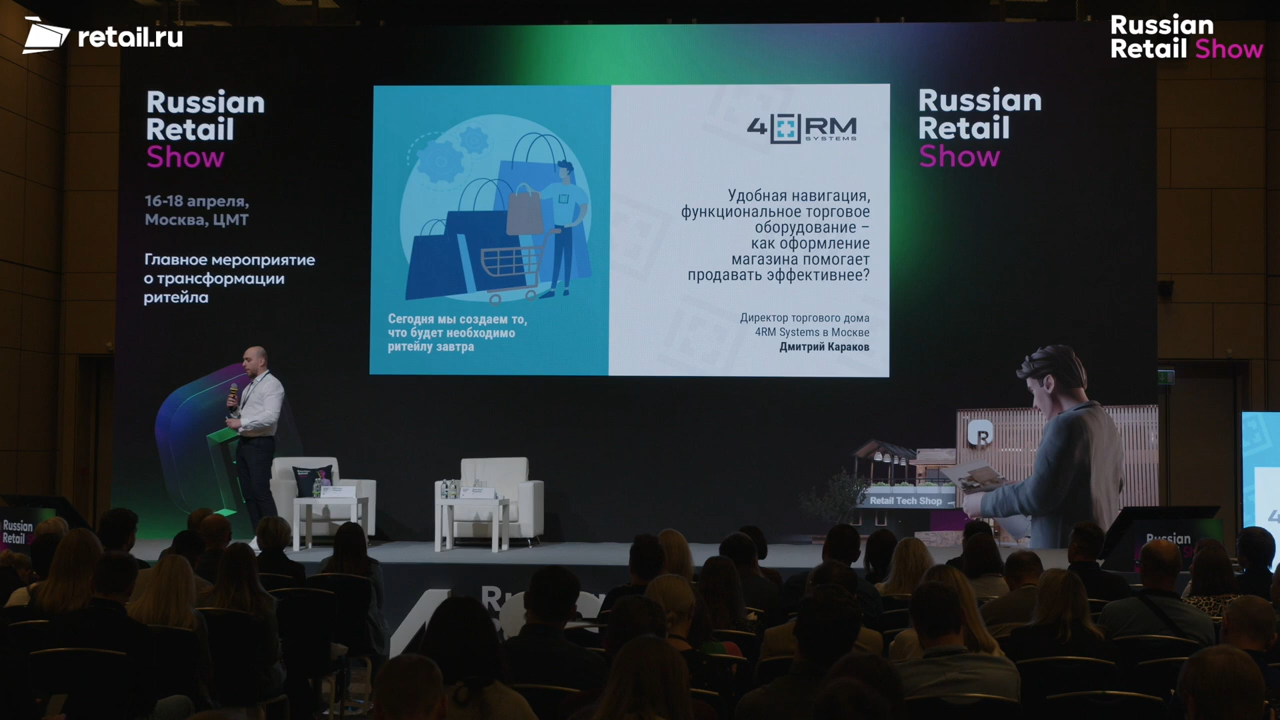 retail.ru
Russian
Retail Show
Russian
Retail
Show
16-18 апреля,
Москва, ЦМТ
Главное мероприятие
о трансформации
ритейла
Сегодня мы создаем то,
что будет необходимо
ритейлу завтра
4RM
SYSTEMS
Удобная навигация,
функциональное торговое
оборудование –
как оформление
магазина помогает
продавать эффективнее?
Директор торгового дома
4RM Systems в Москве
Дмитрий Караков
Russian
Retail
Show
R
Retail Tech Shop
Russian
Retail
Russian
Show